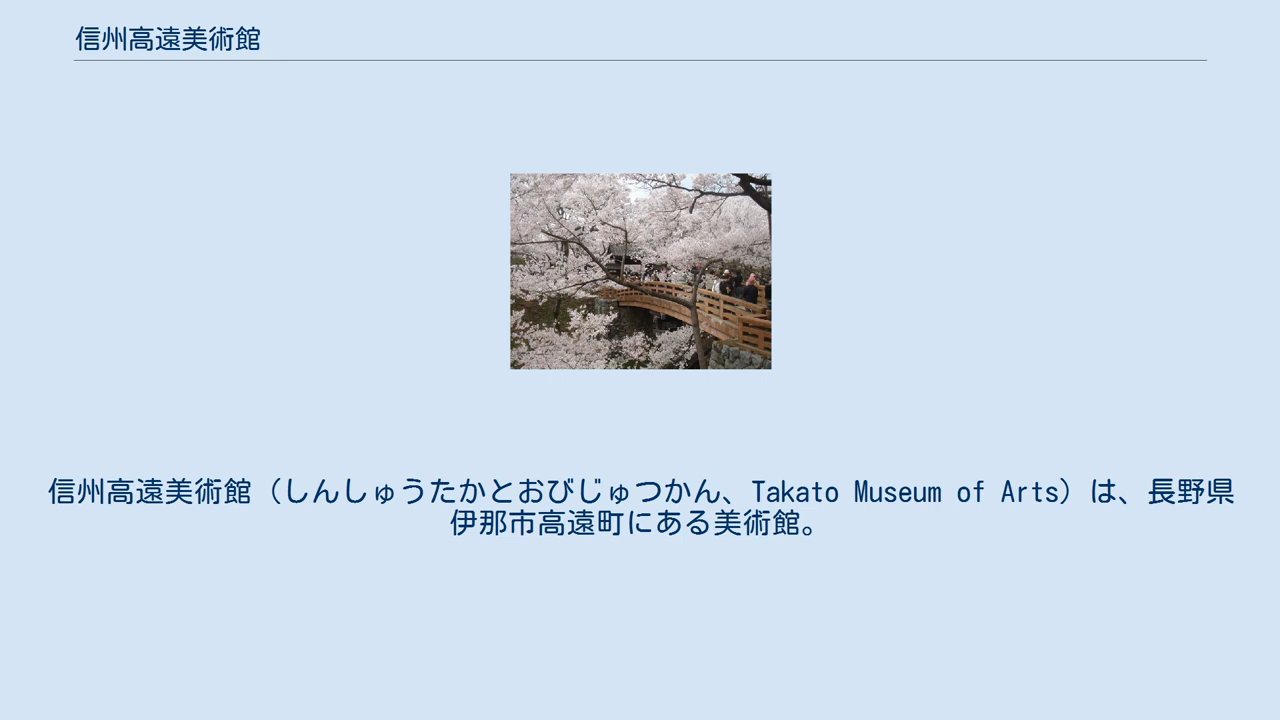 信州高遠美術館
信州高遠美術館（しんしゅうたかとおびじゅつかん、Takato Museum of Arts）は、長野県
伊那市高遠町にある美術館。